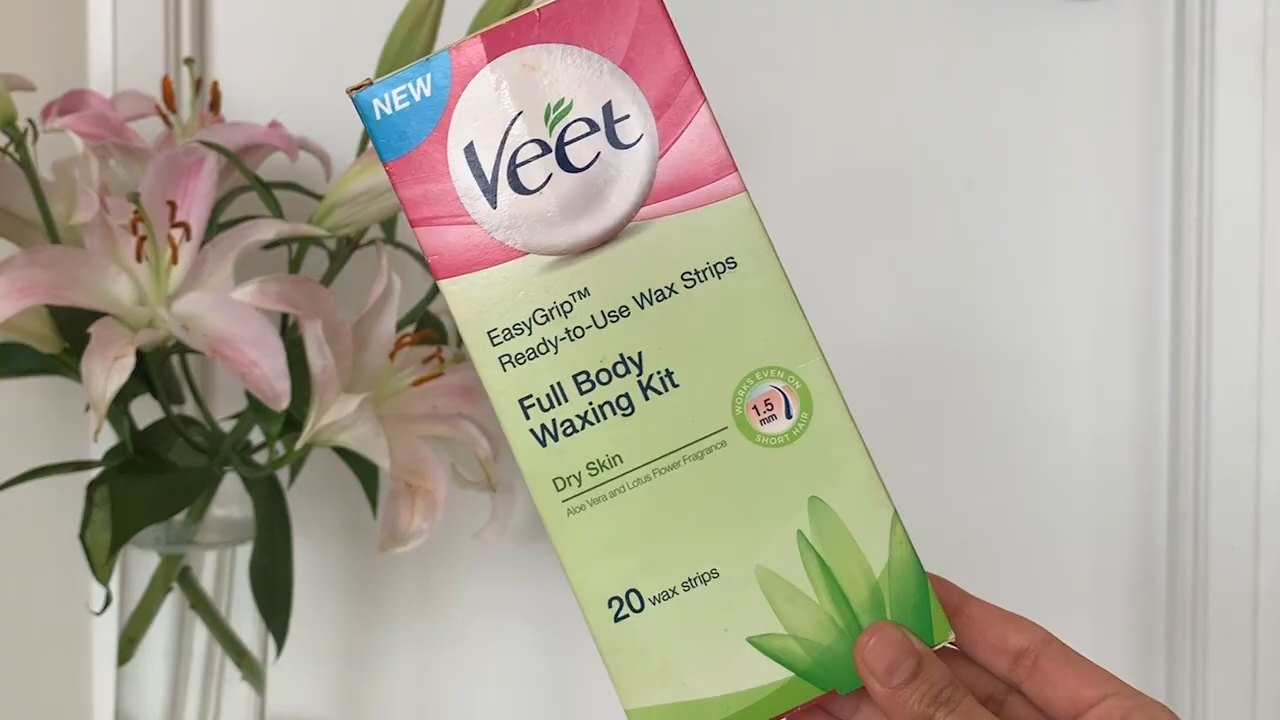 NEW
Veet
EasyGrip™
Ready-to-Use Wax Strips
Full Body
Waxing Kit
WORKS EVEN ON
1.5
mm
SHORT HAIR
Dry Skin
Aloe Vera and Lotus Flower Fragrance
20 wax strips